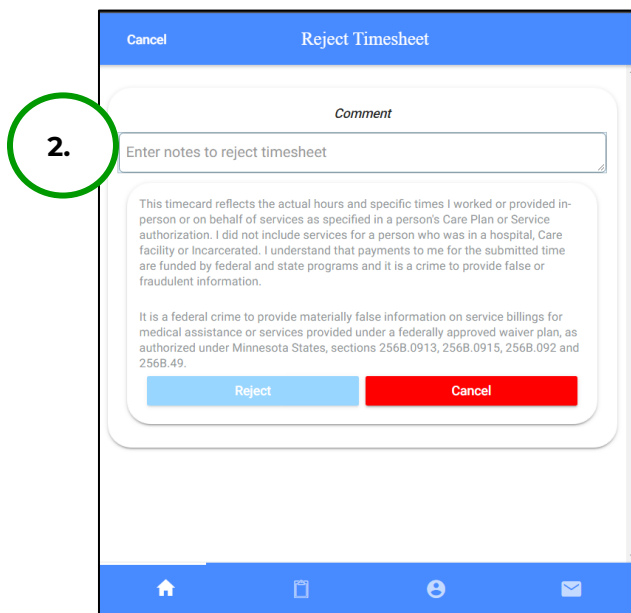 Cancel Reject Timesheet
Comment
2.
Enter notes to reject timesheet
This timecard reflects the actual hours and specific times I worked or provided in-
person or on behalf of services as specified in a person's Care Plan or Service
authorization. I did not include services for a person who was in a hospital, Care
facility or Incarcerated. I understand that payments to me for the submitted time
are funded by federal and state programs and it is a crime to provide false or
fraudulent information.
It is a federal crime to provide materially false information on service billings for
medical assistance or services provided under a federally approved waiver plan, as
authorized under Minnesota States, sections 256B.0913, 256B.0915, 256B.092 and
256B.49.
Reject Cancel